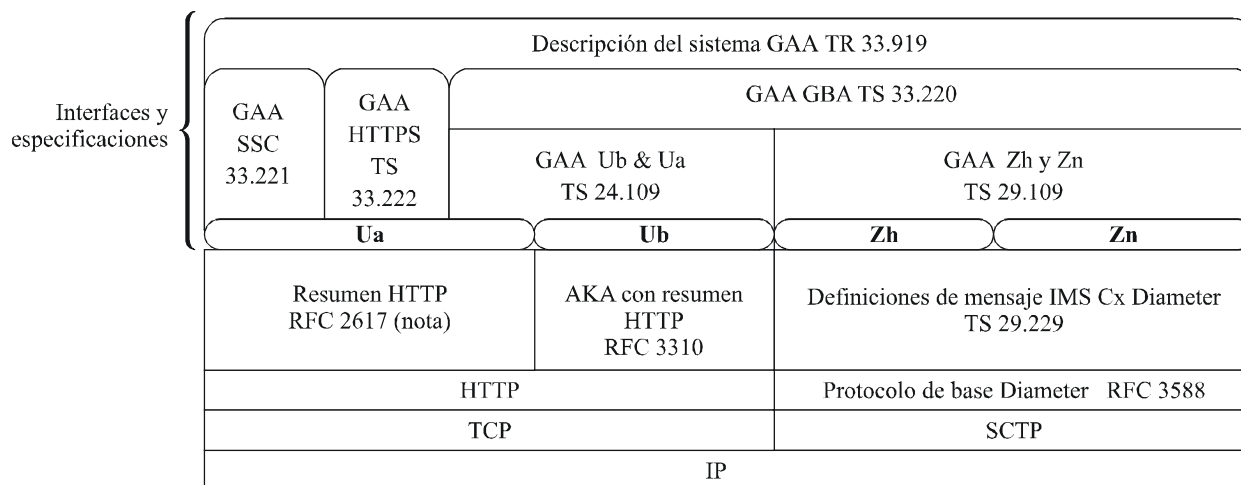 Descripción del sistema GAA TR 33.919
Interfaces y
especificaciones
GAA
SSC
33.221
GAA
HTTPS
TS
33.222
GAA GBA TS 33.220
GAA Ub & Ua
TS 24.109
GAA Zh y Zn
TS 29.109
Ua
Ub
Zh
Zn
Resumen HTTP
RFC 2617 (nota)
AKA con resumen
HTTP
RFC 3310
Definiciones de mensaje IMS Cx Diameter
TS 29.229
HTTP
Protocolo de base Diameter RFC 3588
TCP
SCTP
IP